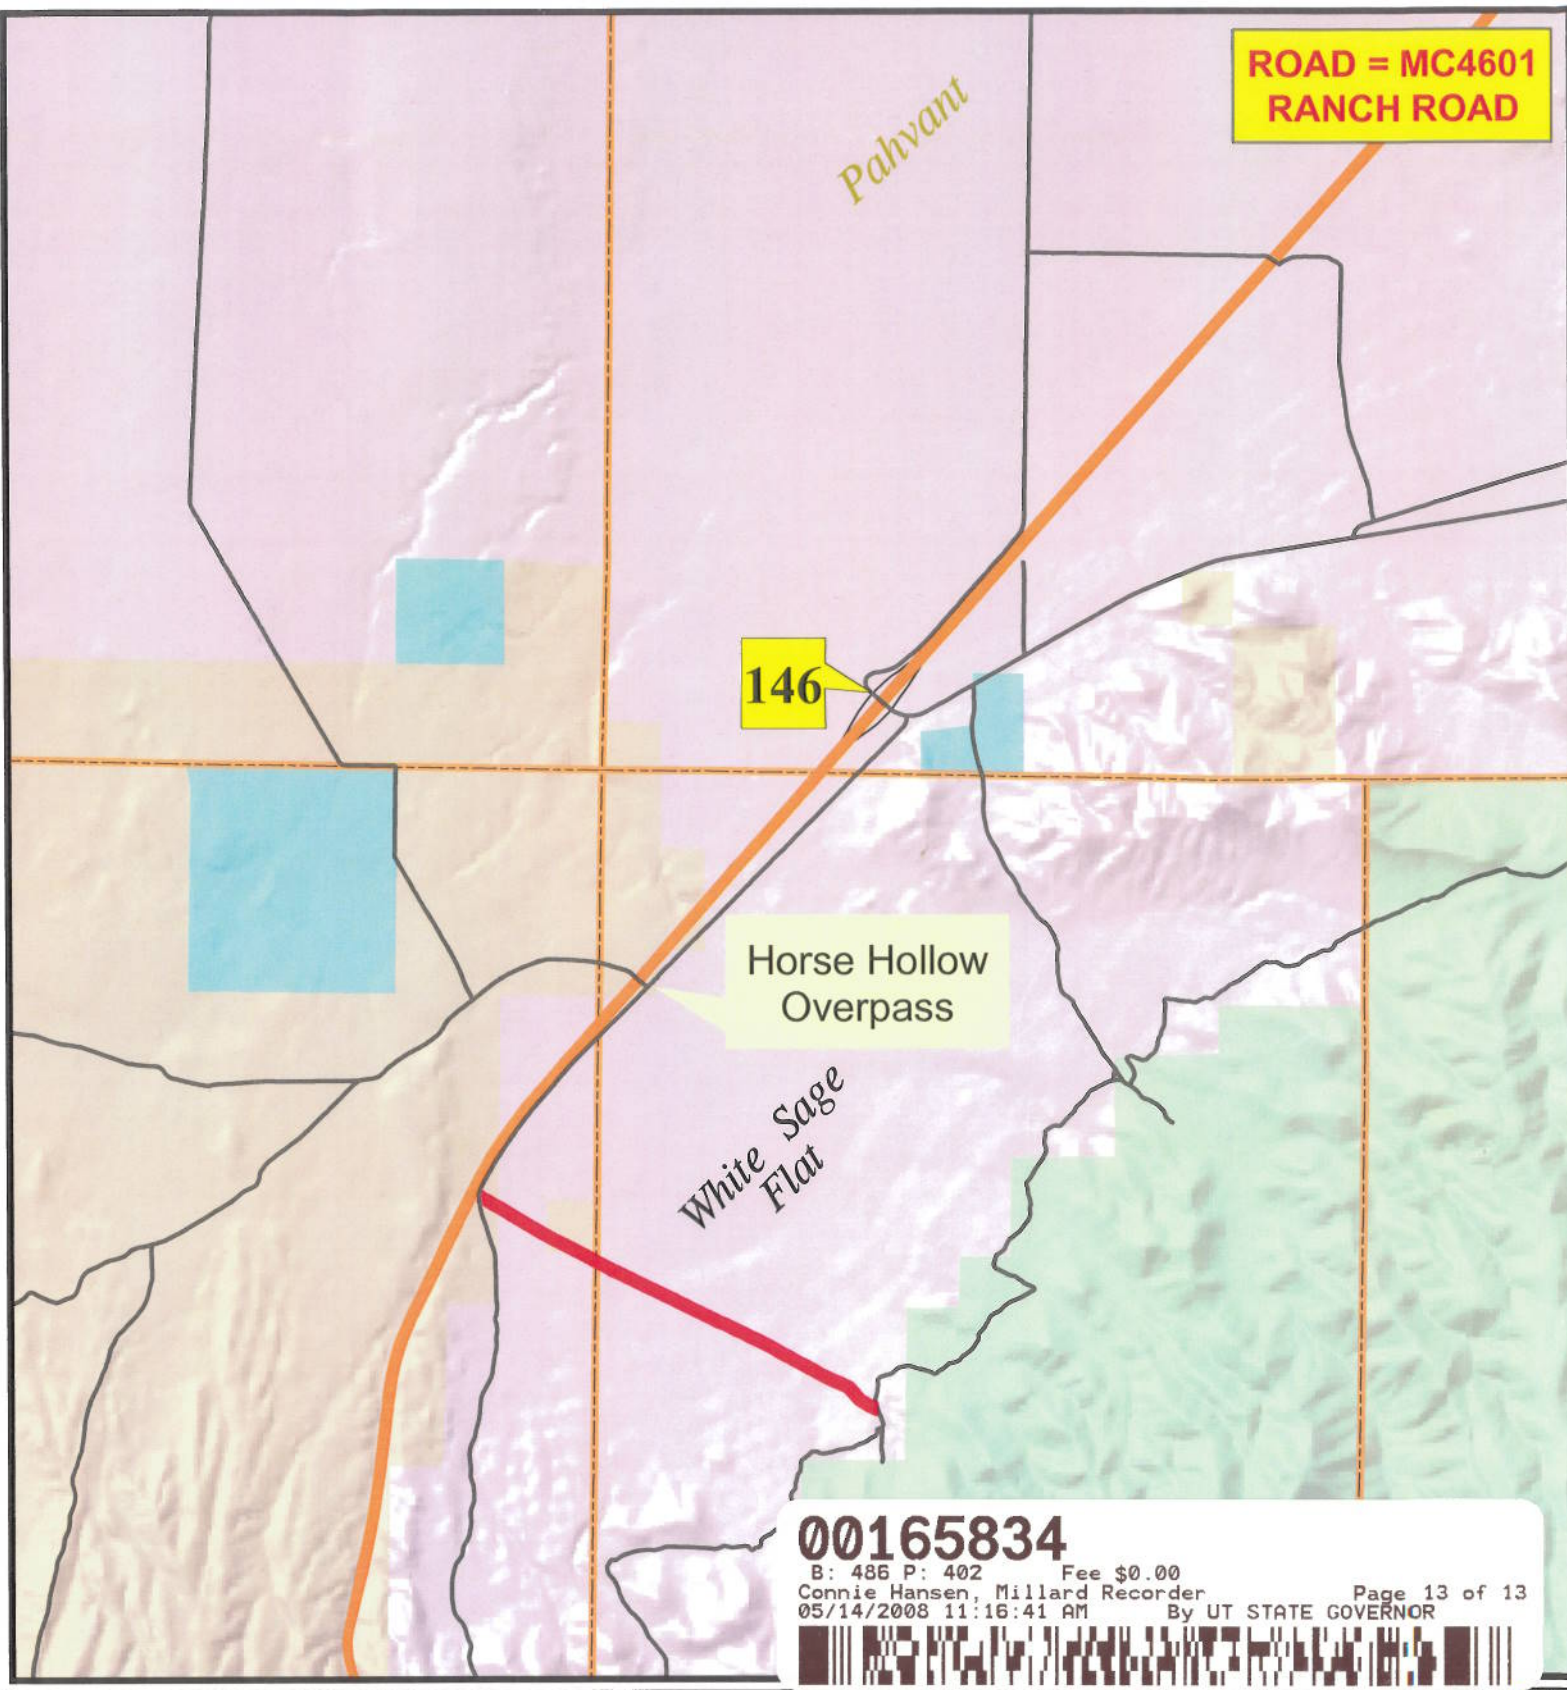 ROAD = MC4601
RANCH ROAD
Pahvant
146
Horse Hollow
Overpass
White Sage
Flat
00165834
B: 486 P: 402 Fee $0.00
Connie Hansen, Millard Recorder Page 13 of 13
05/14/2008 11:16:41 AM By UT STATE GOVERNOR